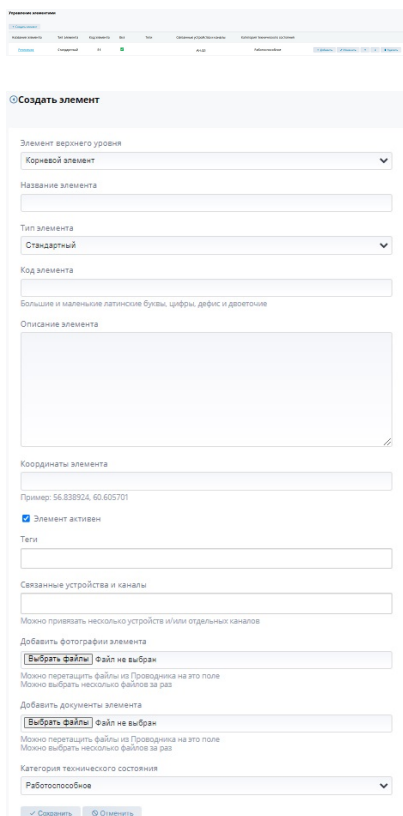 Управление элементами
Создать элемент
Название элемента Тип элемента Код элемента Вкл Теги Связанные устройства и каналы Категория технического состояния
Стандартный Работоспособное
Создать элемент
Элемент верхнего уровня
Корневой элемент
Название элемента
Тип элемента
Стандартный
Код элемента
Большие и маленькие латинские буквы, цифры, дефис и двоеточие
Описание элемента
Координаты элемента
Пример: 56.838924, 60.605701
Элемент активен
Теги
Связанные устройства и каналы
Можно привязать несколько устройств и/или отдельных каналов
Добавить фотографии элемента
Выбрать файлы Файл не выбран
Можно перетащить файлы из Проводника на это поле
Можно выбрать несколько файлов за раз
Добавить документы элемента
Выбрать файлы Файл не выбран
Можно перетащить файлы из Проводника на это поле
Можно выбрать несколько файлов за раз
Категория технического состояния
Работоспособное
Сохранить Отменить